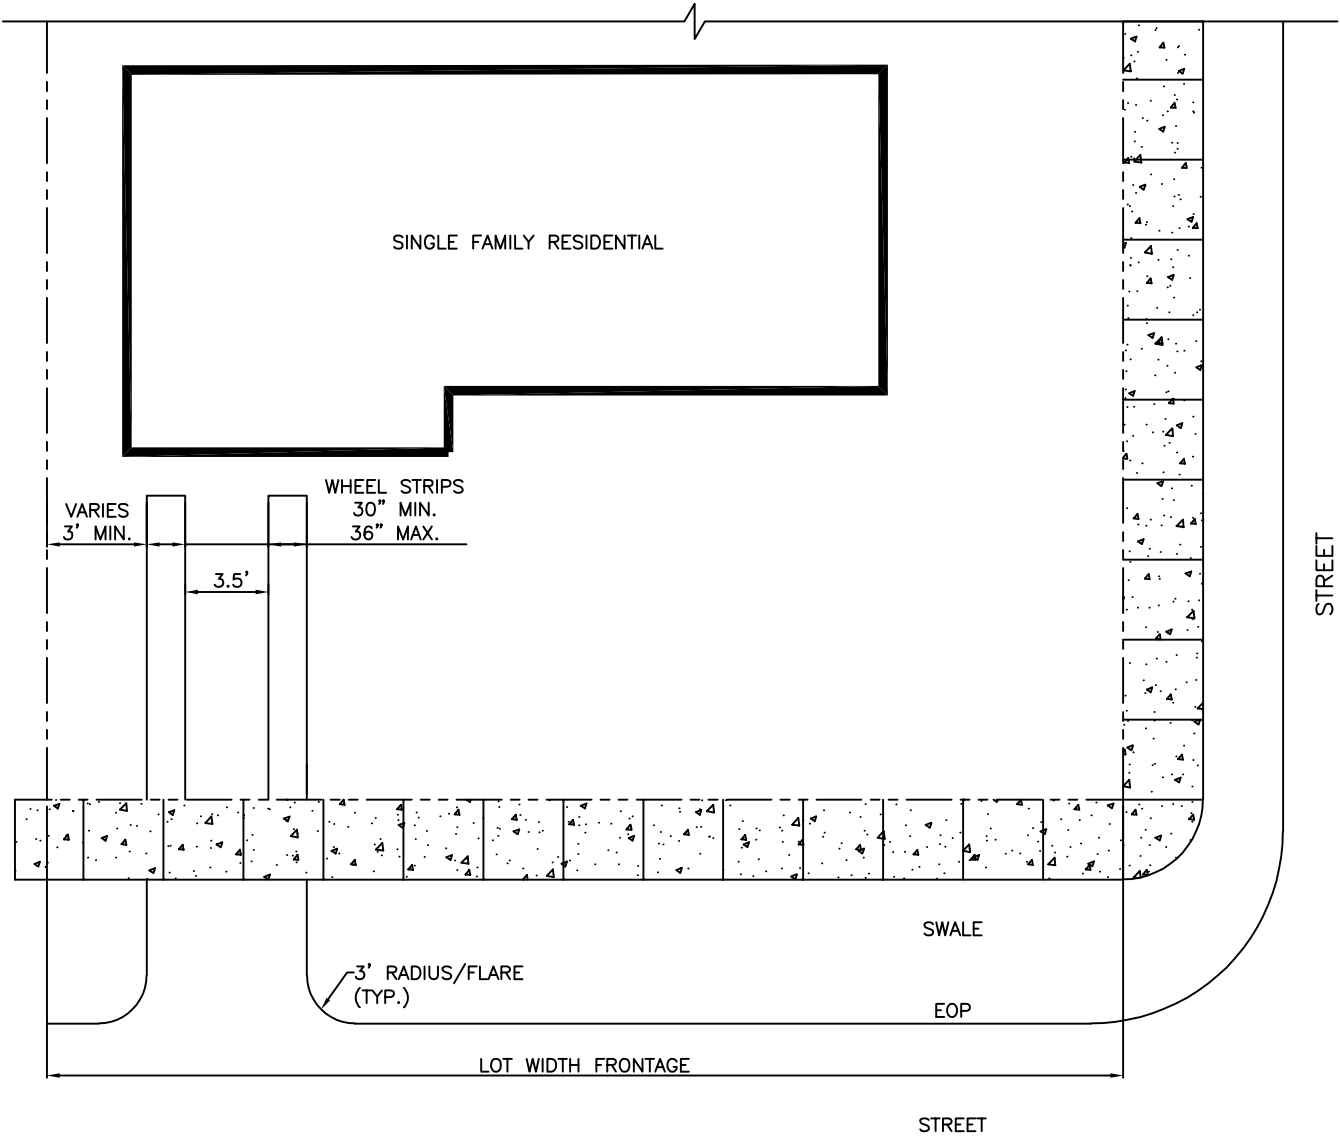 SINGLE FAMILY RESIDENTIAL
VARIES
3' MIN.
WHEEL STRIPS
30" MIN.
36" MAX.
3.5'
STREET
SWALE
3' RADIUS/FLARE
(TYP.)
EOP
LOT WIDTH FRONTAGE
STREET